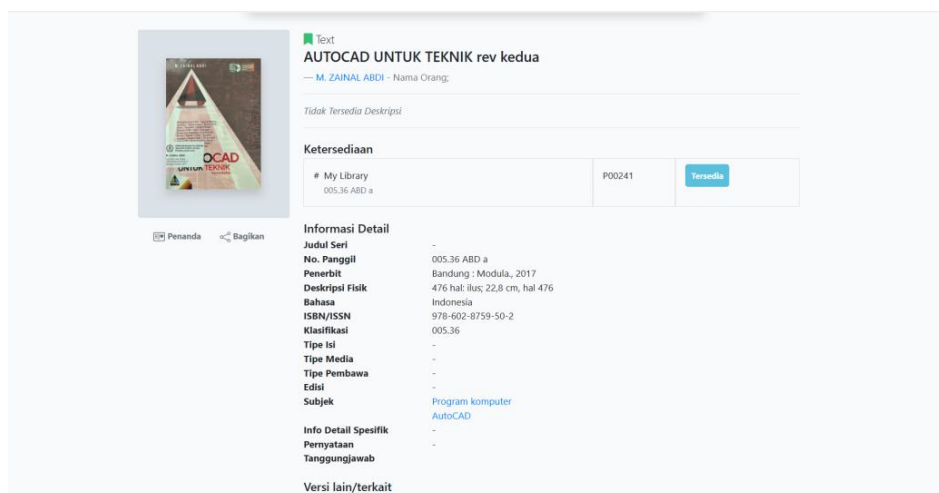 Text
AUTOCAD UNTUK TEKNIK rev kedua
— M. ZAINAL ABDI - Nama Orang;
Tidak Tersedia Deskripsi
Ketersediaan
# My Library P00241 Tersedia
005.36 ABD a
Penanda Bagikan
Informasi Detail
Judul Seri -
No. Panggil 005.36 ABD a
Penerbit Bandung : Modula., 2017
Deskripsi Fisik 476 hal: ilus; 22,8 cm, hal 476
Bahasa Indonesia
ISBN/ISSN 978-602-8759-50-2
Klasifikasi 005.36
Tipe Isi -
Tipe Media -
Tipe Pembawa -
Edisi -
Subjek Program komputer
AutoCAD
Info Detail Spesifik -
Pernyataan -
Tanggungjawab
Versi lain/terkait
M. ZAINAL ABDI
OCAD
UNTUK TEKNIK